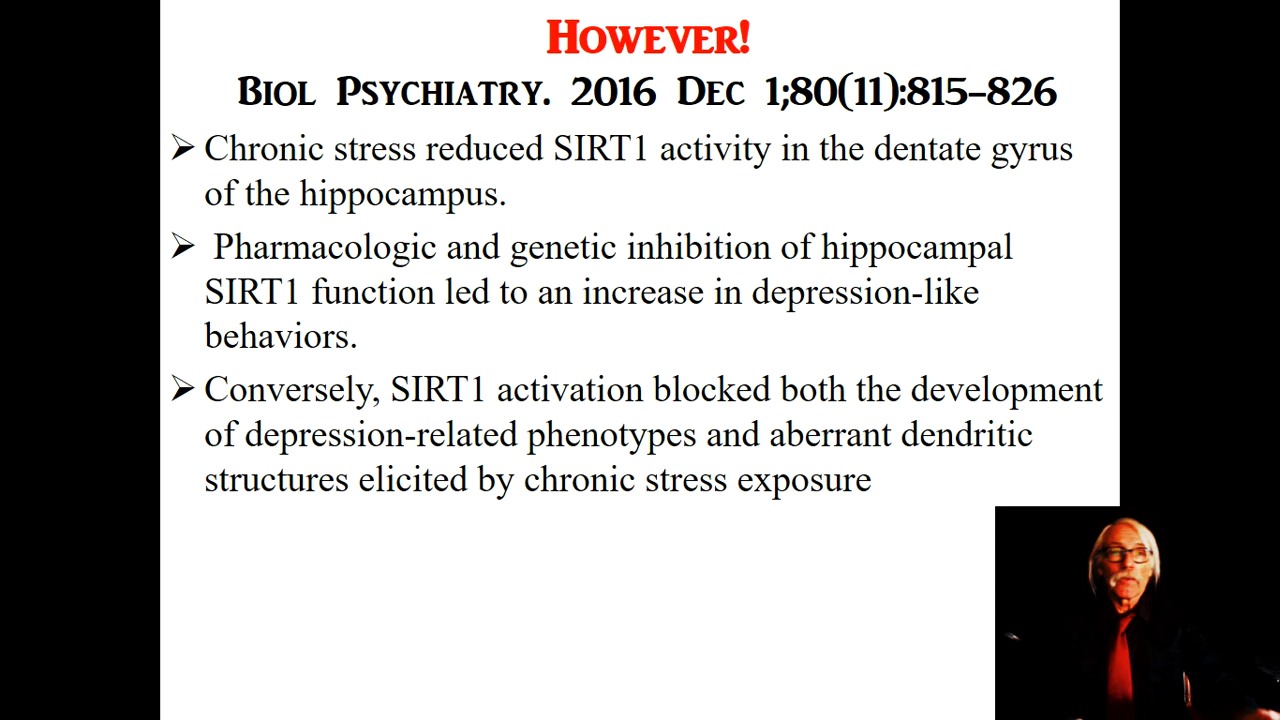 However!
Biol Psychiatry. 2016 Dec 1;80(11):815–826
➢ Chronic stress reduced SIRT1 activity in the dentate gyrus
of the hippocampus.
➢ Pharmacologic and genetic inhibition of hippocampal
SIRT1 function led to an increase in depression-like
behaviors.
➢ Conversely, SIRT1 activation blocked both the development
of depression-related phenotypes and aberrant dendritic
structures elicited by chronic stress exposure